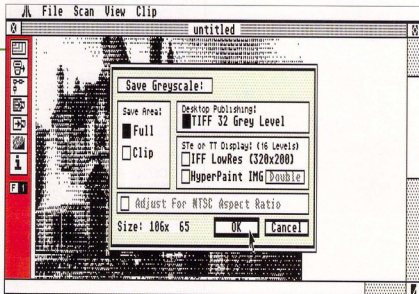 File Scan View Clip
untitled
Save Greyscale:
Save Area:
Full
Clip
Desktop Publishing:
TIFF 32 Grey Level
STe or TT Display: (16 Levels)
IFF LowRes (320x200)
HyperPaint IMG Double
Adjust For NTSC Aspect Ratio
Size: 106x 65
OK Cancel
F 1